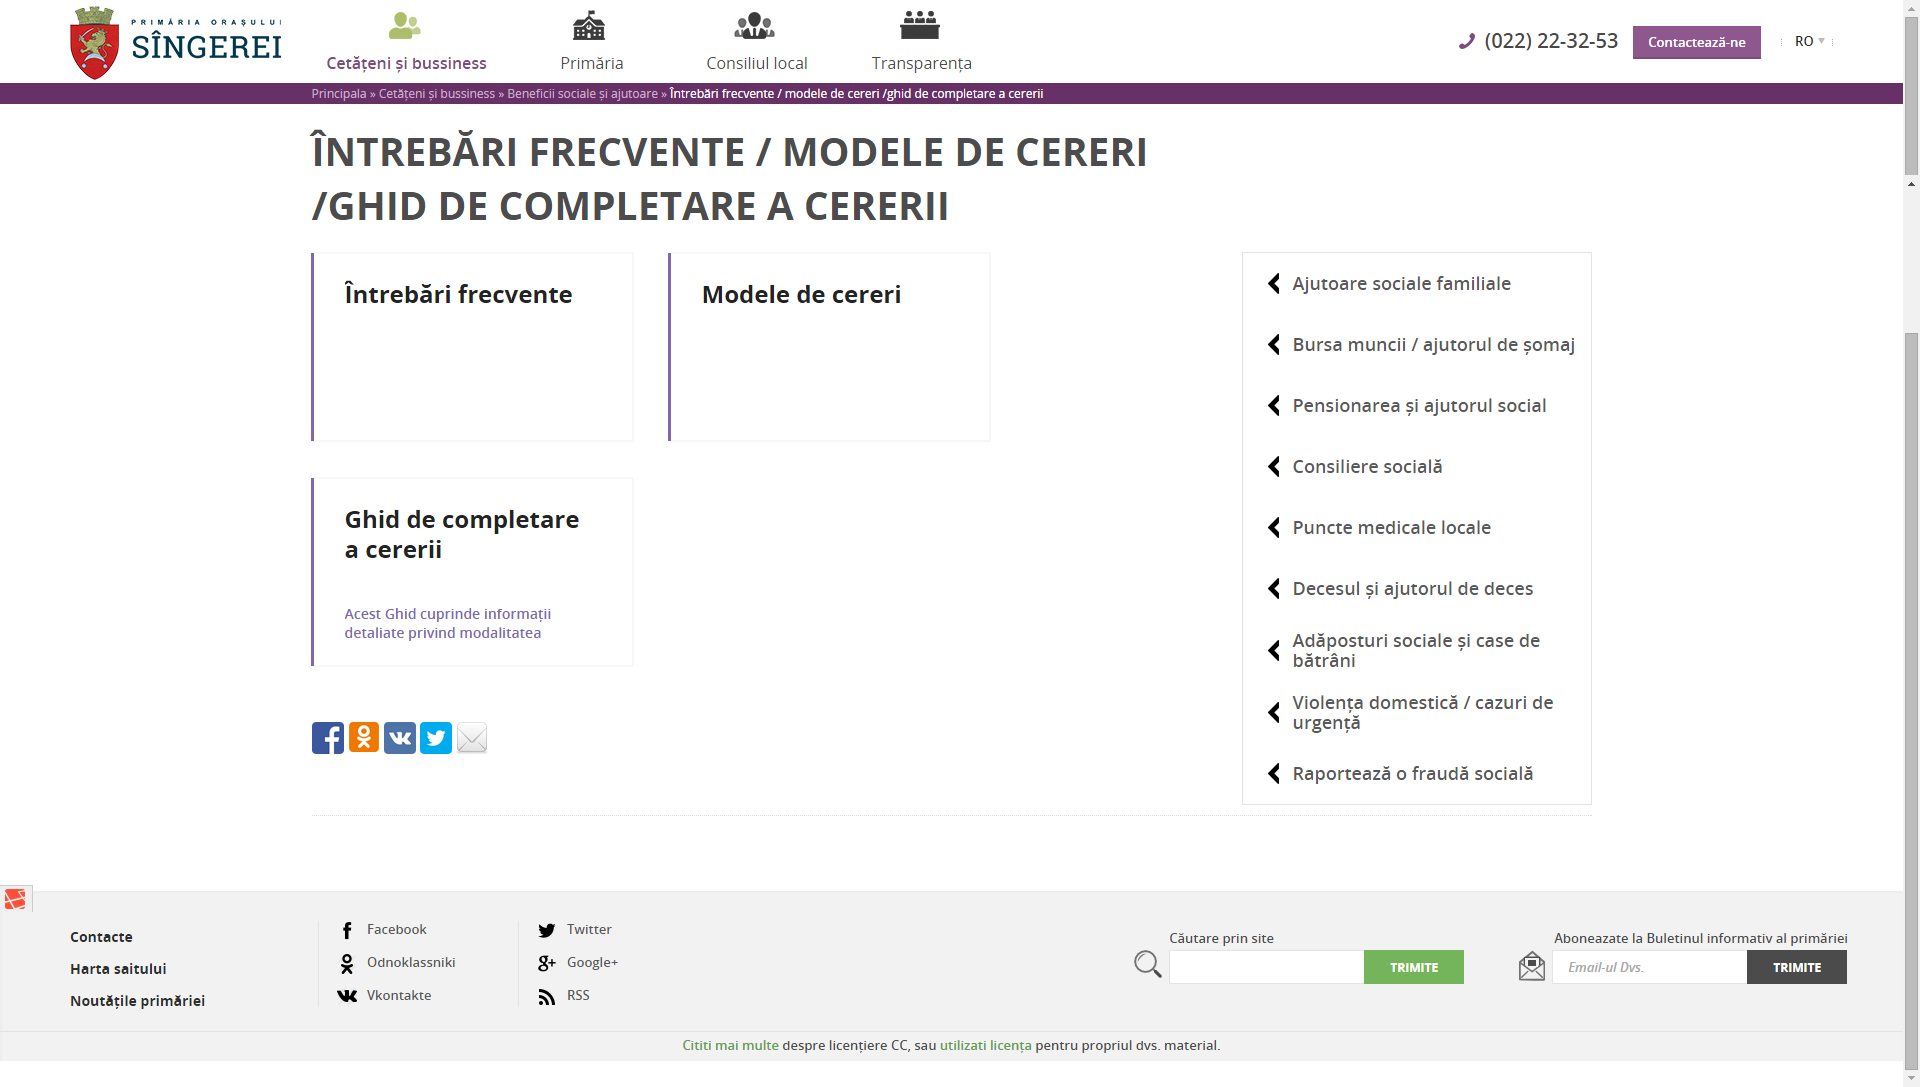 PRIMĂRIA ORAȘULUI
SÎNGEREI
Cetățeni și bussiness
Primăria
Consiliul local
Transparența
(022) 22-32-53
Contactează-ne
RO
Principala » Cetățeni și bussiness » Beneficii sociale și ajutoare » Întrebări frecvente / modele de cereri /ghid de completare a cererii
ÎNTREBĂRI FRECVENTE / MODELE DE CERERI
/GHID DE COMPLETARE A CERERII
Întrebări frecvente
Modele de cereri
Ghid de completare
a cererii
Acest Ghid cuprinde informații
detaliate privind modalitatea
Ajutoare sociale familiale
Bursa muncii / ajutorul de șomaj
Pensionarea și ajutorul social
Consiliere socială
Puncte medicale locale
Decesul și ajutorul de deces
Adăposturi sociale și case de
bătrâni
Violența domestică / cazuri de
urgență
Raportează o fraudă socială
Contacte
Harta saitului
Noutățile primăriei
Facebook
Odnoklassniki
Vkontakte
Twitter
Google+
RSS
Căutare prin site
TRIMITE
Aboneazate la Buletinul informativ al primăriei
Email-ul Dvs.
TRIMITE
Cititi mai multe despre licențiere CC, sau utilizati licența pentru propriul dvs. material.